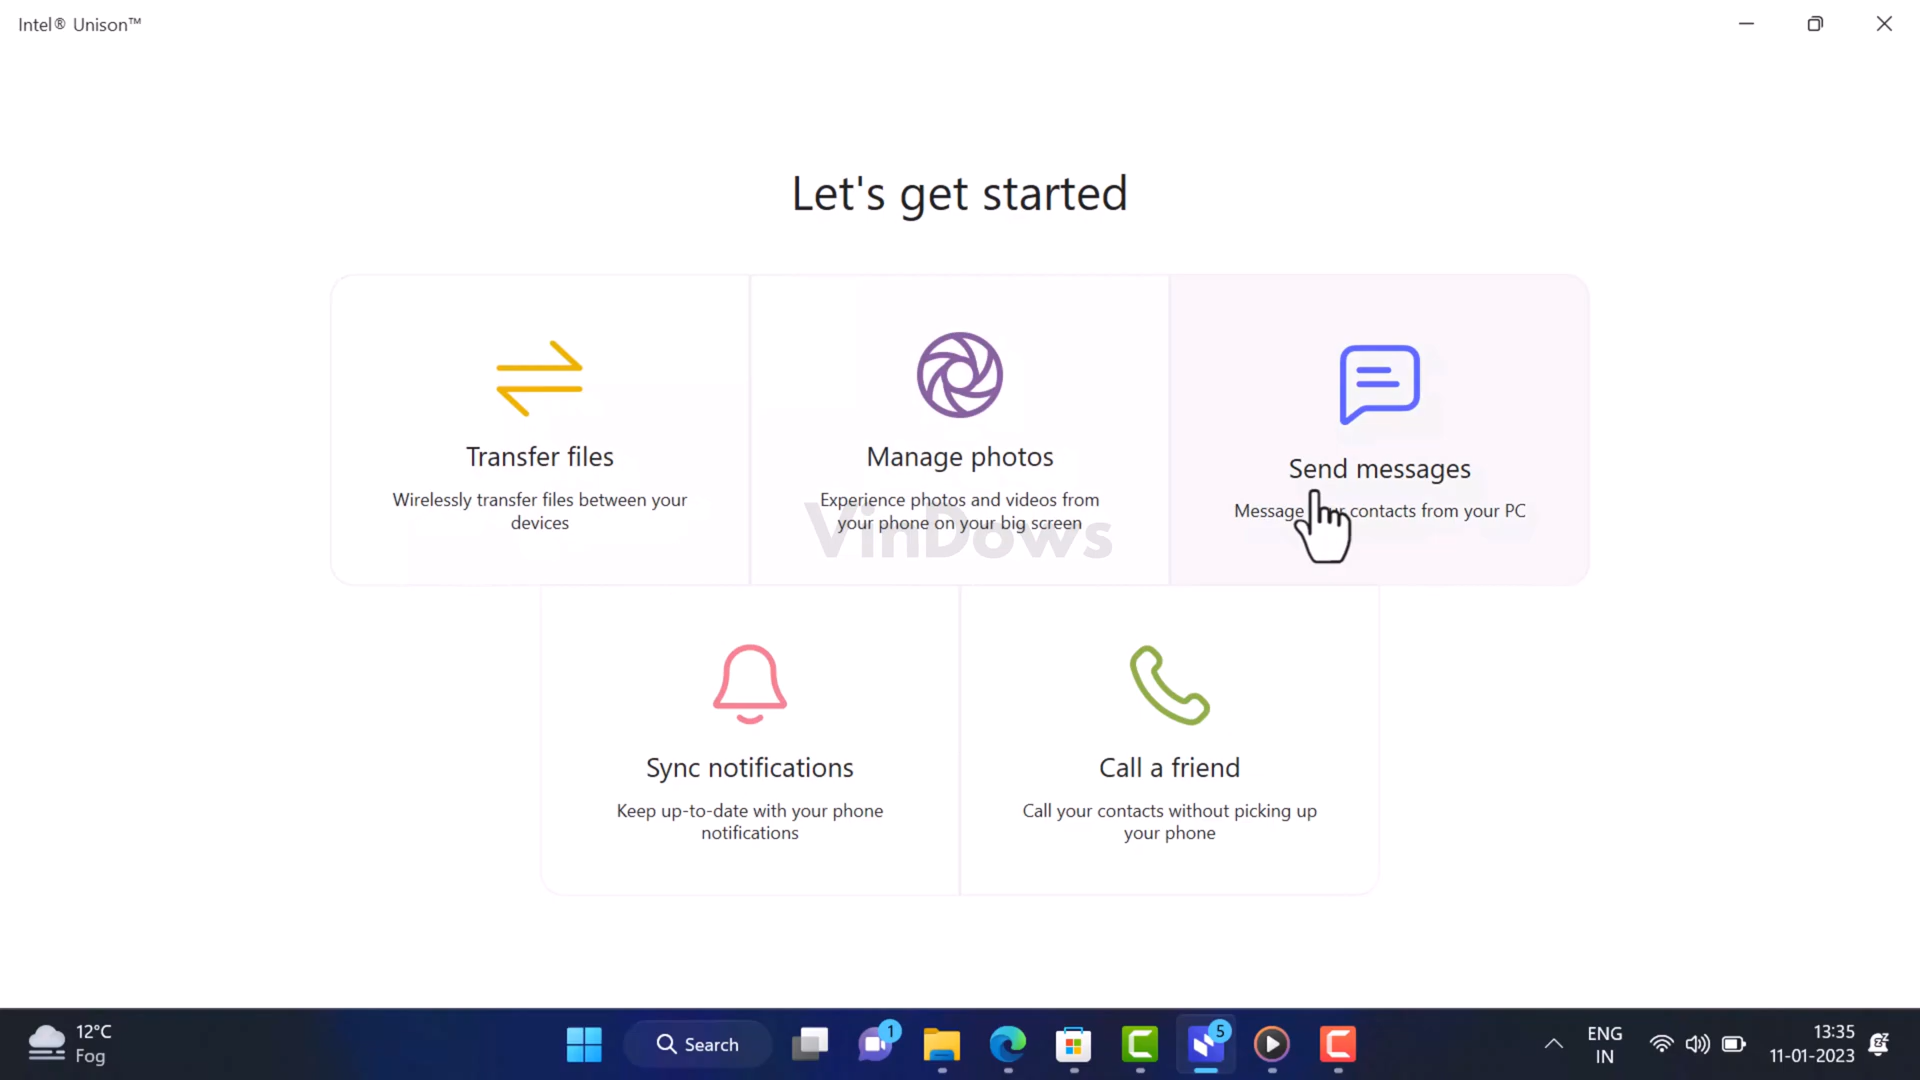 Intel® Unison™
Let's get started
Transfer files
Wirelessly transfer files between your
devices
Manage photos
Experience photos and videos from
your phone on your big screen
Send messages
Message contacts from your PC
VinDows
Sync notifications
Keep up-to-date with your phone
notifications
Call a friend
Call your contacts without picking up
your phone
12°C
Fog
Search
1
5
ENG
IN
13:35
11-01-2023